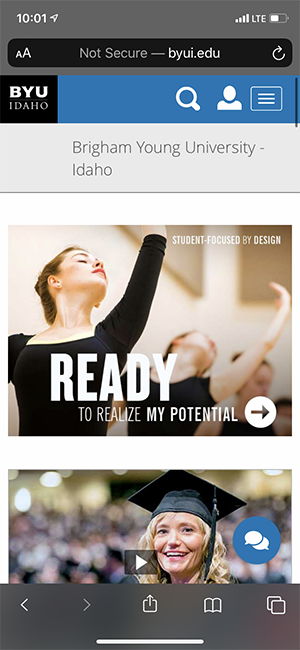 10:01
LTE
AA
Not Secure — byui.edu
BYU
IDAHO
Brigham Young University -
Idaho
STUDENT-FOCUSED BY DESIGN
READY
TO REALIZE MY POTENTIAL